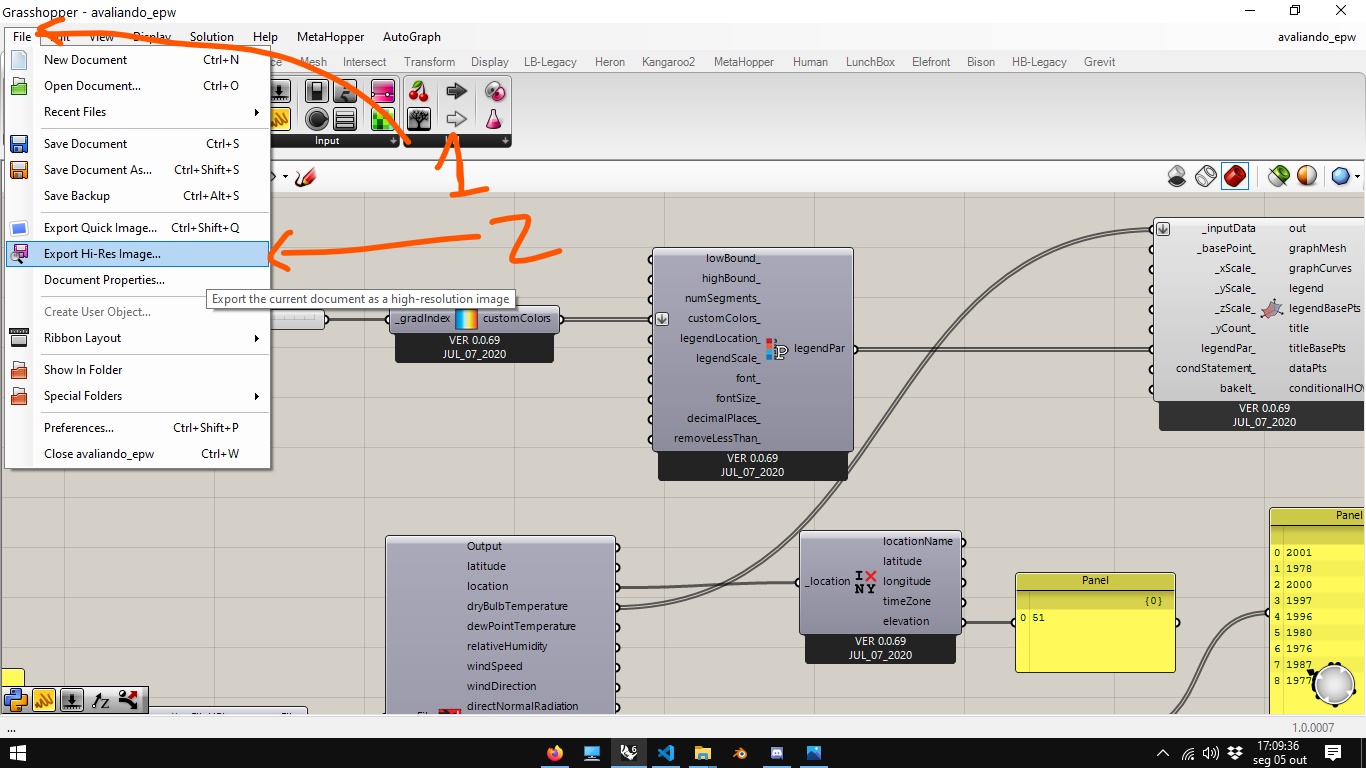 Grasshopper - avaliando_epw
File Edit View Display Solution Help MetaHopper AutoGraph avaliando_epw
Mesh Intersect Transform Display LB-Legacy Heron Kangaroo2 MetaHopper Human LunchBox Elefront Bison HB-Legacy Grevit
New Document Ctrl+N
Open Document... Ctrl+O
Recent Files
Save Document Ctrl+S
Save Document As... Ctrl+Shift+S
Save Backup Ctrl+Alt+S
Export Quick Image... Ctrl+Shift+Q
Export Hi-Res Image...
Document Properties...
Create User Object...
Ribbon Layout
Show In Folder
Special Folders
Preferences... Ctrl+Shift+P
Close avaliando_epw Ctrl+W
Export the current document as a high-resolution image
Input
1
2
_gradIndex customColors
VER 0.0.69
JUL_07_2020
lowBound_
highBound_
numSegments_
customColors_
legendLocation_
legendScale_
font_
fontSize_
decimalPlaces_
removeLessThan_
P
legendPar
VER 0.0.69
JUL_07_2020
_inputData out
_basePoint_ graphMesh
_xScale_ graphCurves
_yScale_ legend
_zScale_ legendBasePts
_yCount_ title
legendPar_ titleBasePts
condStatement_ dataPts
bakeIt_ conditionalHO
VER 0.0.69
JUL_07_2020
Output
latitude
location
dryBulbTemperature
dewPointTemperature
relativeHumidity
windSpeed
windDirection
directNormalRadiation
_location
I X
NY
locationName
latitude
longitude
timeZone
elevation
VER 0.0.69
JUL_07_2020
Panel
{0}
0 51
Panel
0 2001
1 1978
2 2000
3 1997
4 1996
5 1980
6 1976
7 1987
8 1977
...
1.0.0007
6
17:09:36
seg 05 out